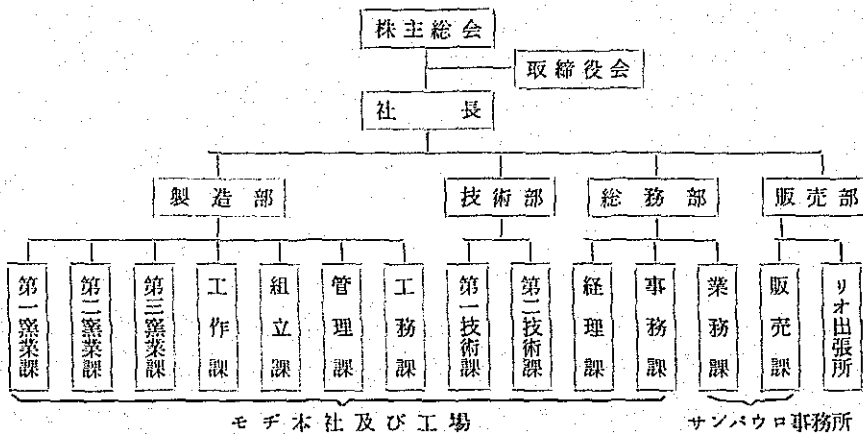 株主総会
取締役会
社長
製造部
技術部
総務部
販売部
第一窯業課
第二窯業課
第三窯業課
工作課
組立課
管理課
工務課
第一技術課
第二技術課
経理課
事務課
業務課
販売課
リオ出張所
モヂ本社及び工場
サンパウロ事務所